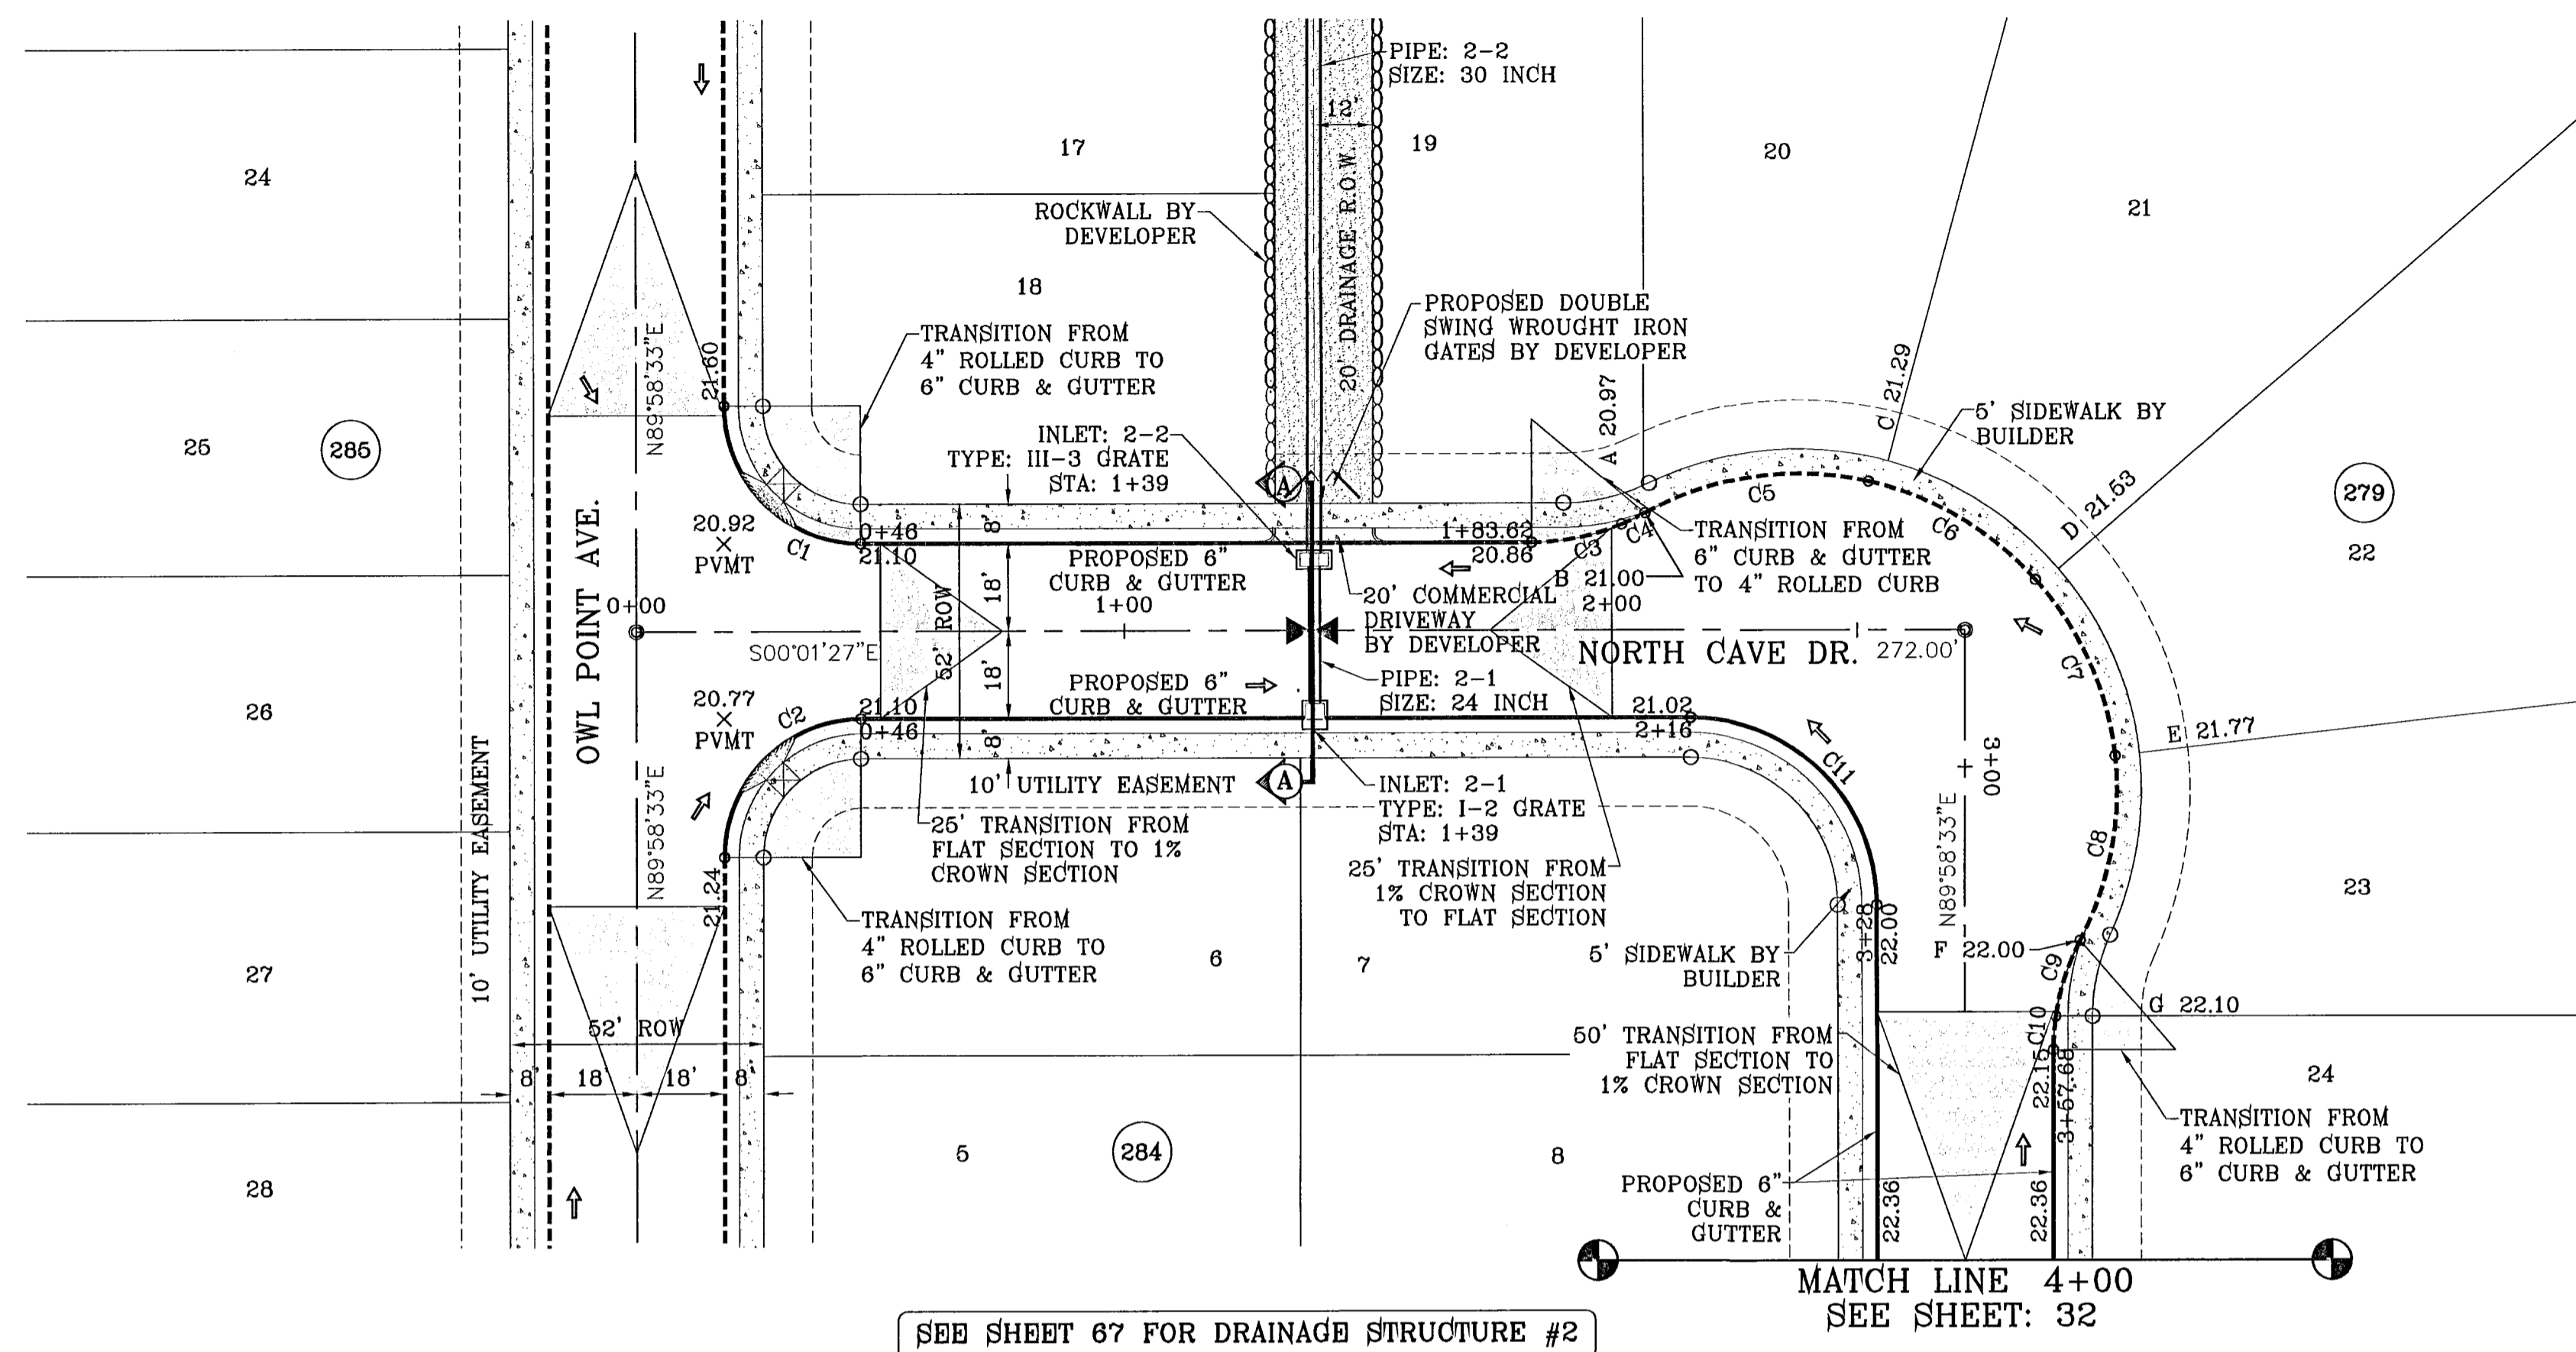 PIPE: 2-2
SIZE: 30 INCH
12'
17
19
20
21
24
ROCKWALL BY
DEVELOPER
18
20' DRAINAGE R.O.W.
PROPOSED DOUBLE
SWING WROUGHT IRON
GATES BY DEVELOPER
TRANSITION FROM
4" ROLLED CURB TO
6" CURB & GUTTER
N89°58'33"E
21.60
25
285
INLET: 2-2
TYPE: III-3 GRATE
STA: 1+39
A
A 20.97
C 21.29
5' SIDEWALK BY
BUILDER
D 21.53
279
22
OWL POINT AVE.
20.92
PVMT
C1
0+46
21.10
8'
PROPOSED 6"
CURB & GUTTER
1+83.62
20.86
C3
C4
C5
C6
C7
TRANSITION FROM
6" CURB & GUTTER
TO 4" ROLLED CURB
B 21.00
2+00
0+00
1+00
18'
52' ROW
18'
20' COMMERCIAL
DRIVEWAY
BY DEVELOPER
S00°01'27"E
NORTH CAVE DR.
272.00'
PROPOSED 6"
CURB & GUTTER
PIPE: 2-1
SIZE: 24 INCH
26
20.77
PVMT
C2
21.10
0+46
8'
21.02
2+16
C11
3+00
E 21.77
10' UTILITY EASEMENT
A
INLET: 2-1
TYPE: I-2 GRATE
STA: 1+39
10' UTILITY EASEMENT
N89°58'33"E
21.24
25' TRANSITION FROM
FLAT SECTION TO 1%
CROWN SECTION
25' TRANSITION FROM
1% CROWN SECTION
TO FLAT SECTION
N89°58'33"E
C8
23
TRANSITION FROM
4" ROLLED CURB TO
6" CURB & GUTTER
27
6
7
5' SIDEWALK BY
BUILDER
3+28
22.00
F 22.00
C9
G 22.10
C10
22.15
3+57.68
52' ROW
8'
18'
18'
8'
50' TRANSITION FROM
FLAT SECTION TO
1% CROWN SECTION
24
TRANSITION FROM
4" ROLLED CURB TO
6" CURB & GUTTER
28
5
284
8
PROPOSED 6"
CURB &
GUTTER
22.36
22.36
MATCH LINE 4+00
SEE SHEET: 32
SEE SHEET 67 FOR DRAINAGE STRUCTURE #2